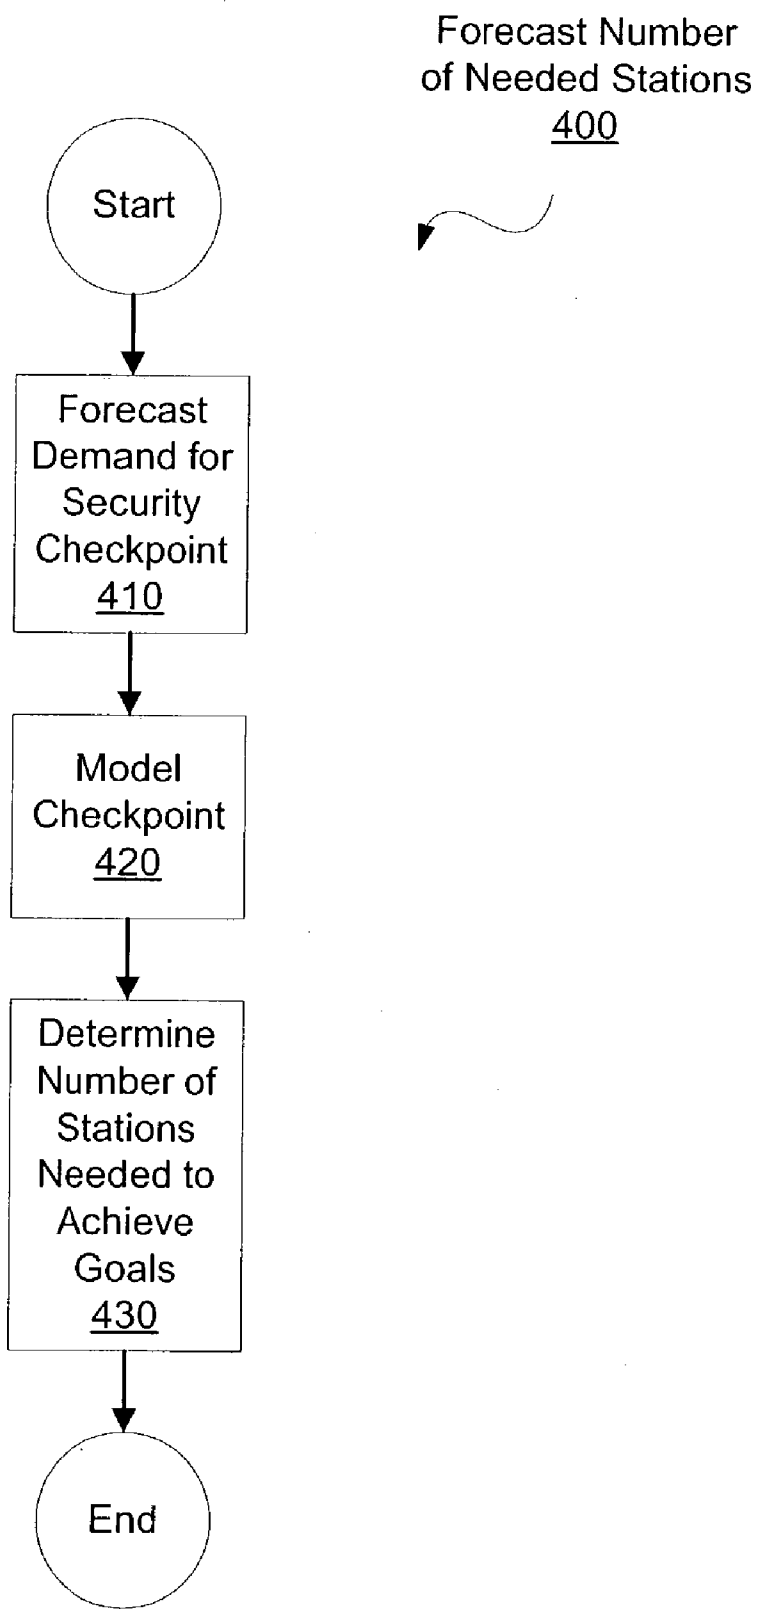 Forecast Number
of Needed Stations
400
Start
Forecast
Demand for
Security
Checkpoint
410
Model
Checkpoint
420
Determine
Number of
Stations
Needed to
Achieve
Goals
430
End